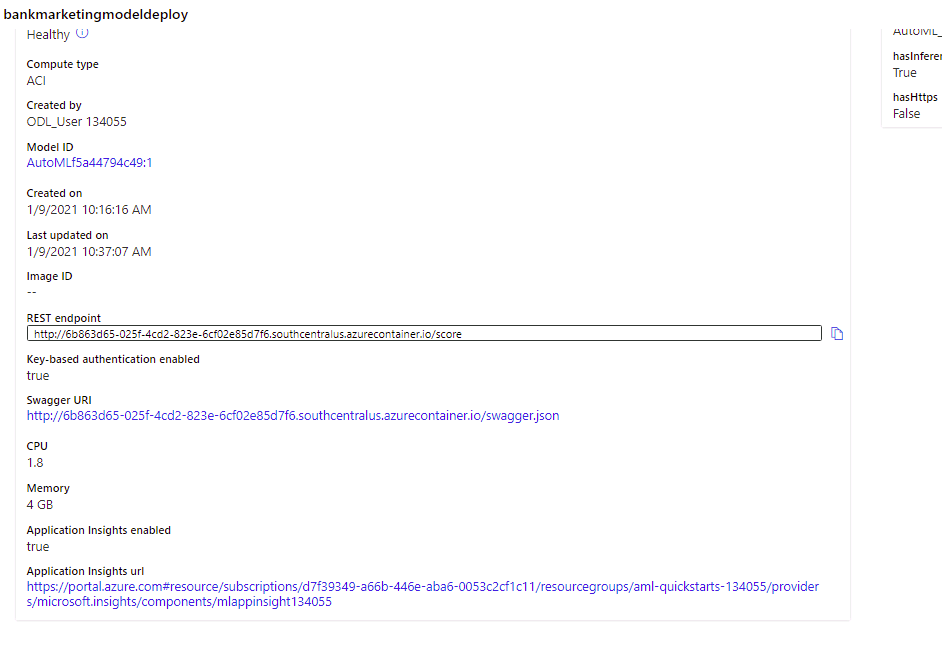 bankmarketingmodeldeploy
Healthy
Compute type
ACI
Created by
ODL_User 134055
Model ID
AutoMLf5a44794c49:1
Created on
1/9/2021 10:16:16 AM
Last updated on
1/9/2021 10:37:07 AM
Image ID
--
REST endpoint
http://6b863d65-025f-4cd2-823e-6cf02e85d7f6.southcentralus.azurecontainer.io/score
Key-based authentication enabled
true
Swagger URI
http://6b863d65-025f-4cd2-823e-6cf02e85d7f6.southcentralus.azurecontainer.io/swagger.json
CPU
1.8
Memory
4 GB
Application Insights enabled
true
Application Insights url
https://portal.azure.com#resource/subscriptions/d7f39349-a66b-446e-aba6-0053c2cf1c11/resourcegroups/aml-quickstarts-134055/provider
s/microsoft.insights/components/mlappinsight134055
AutoML_
hasInferen
True
hasHttps
False